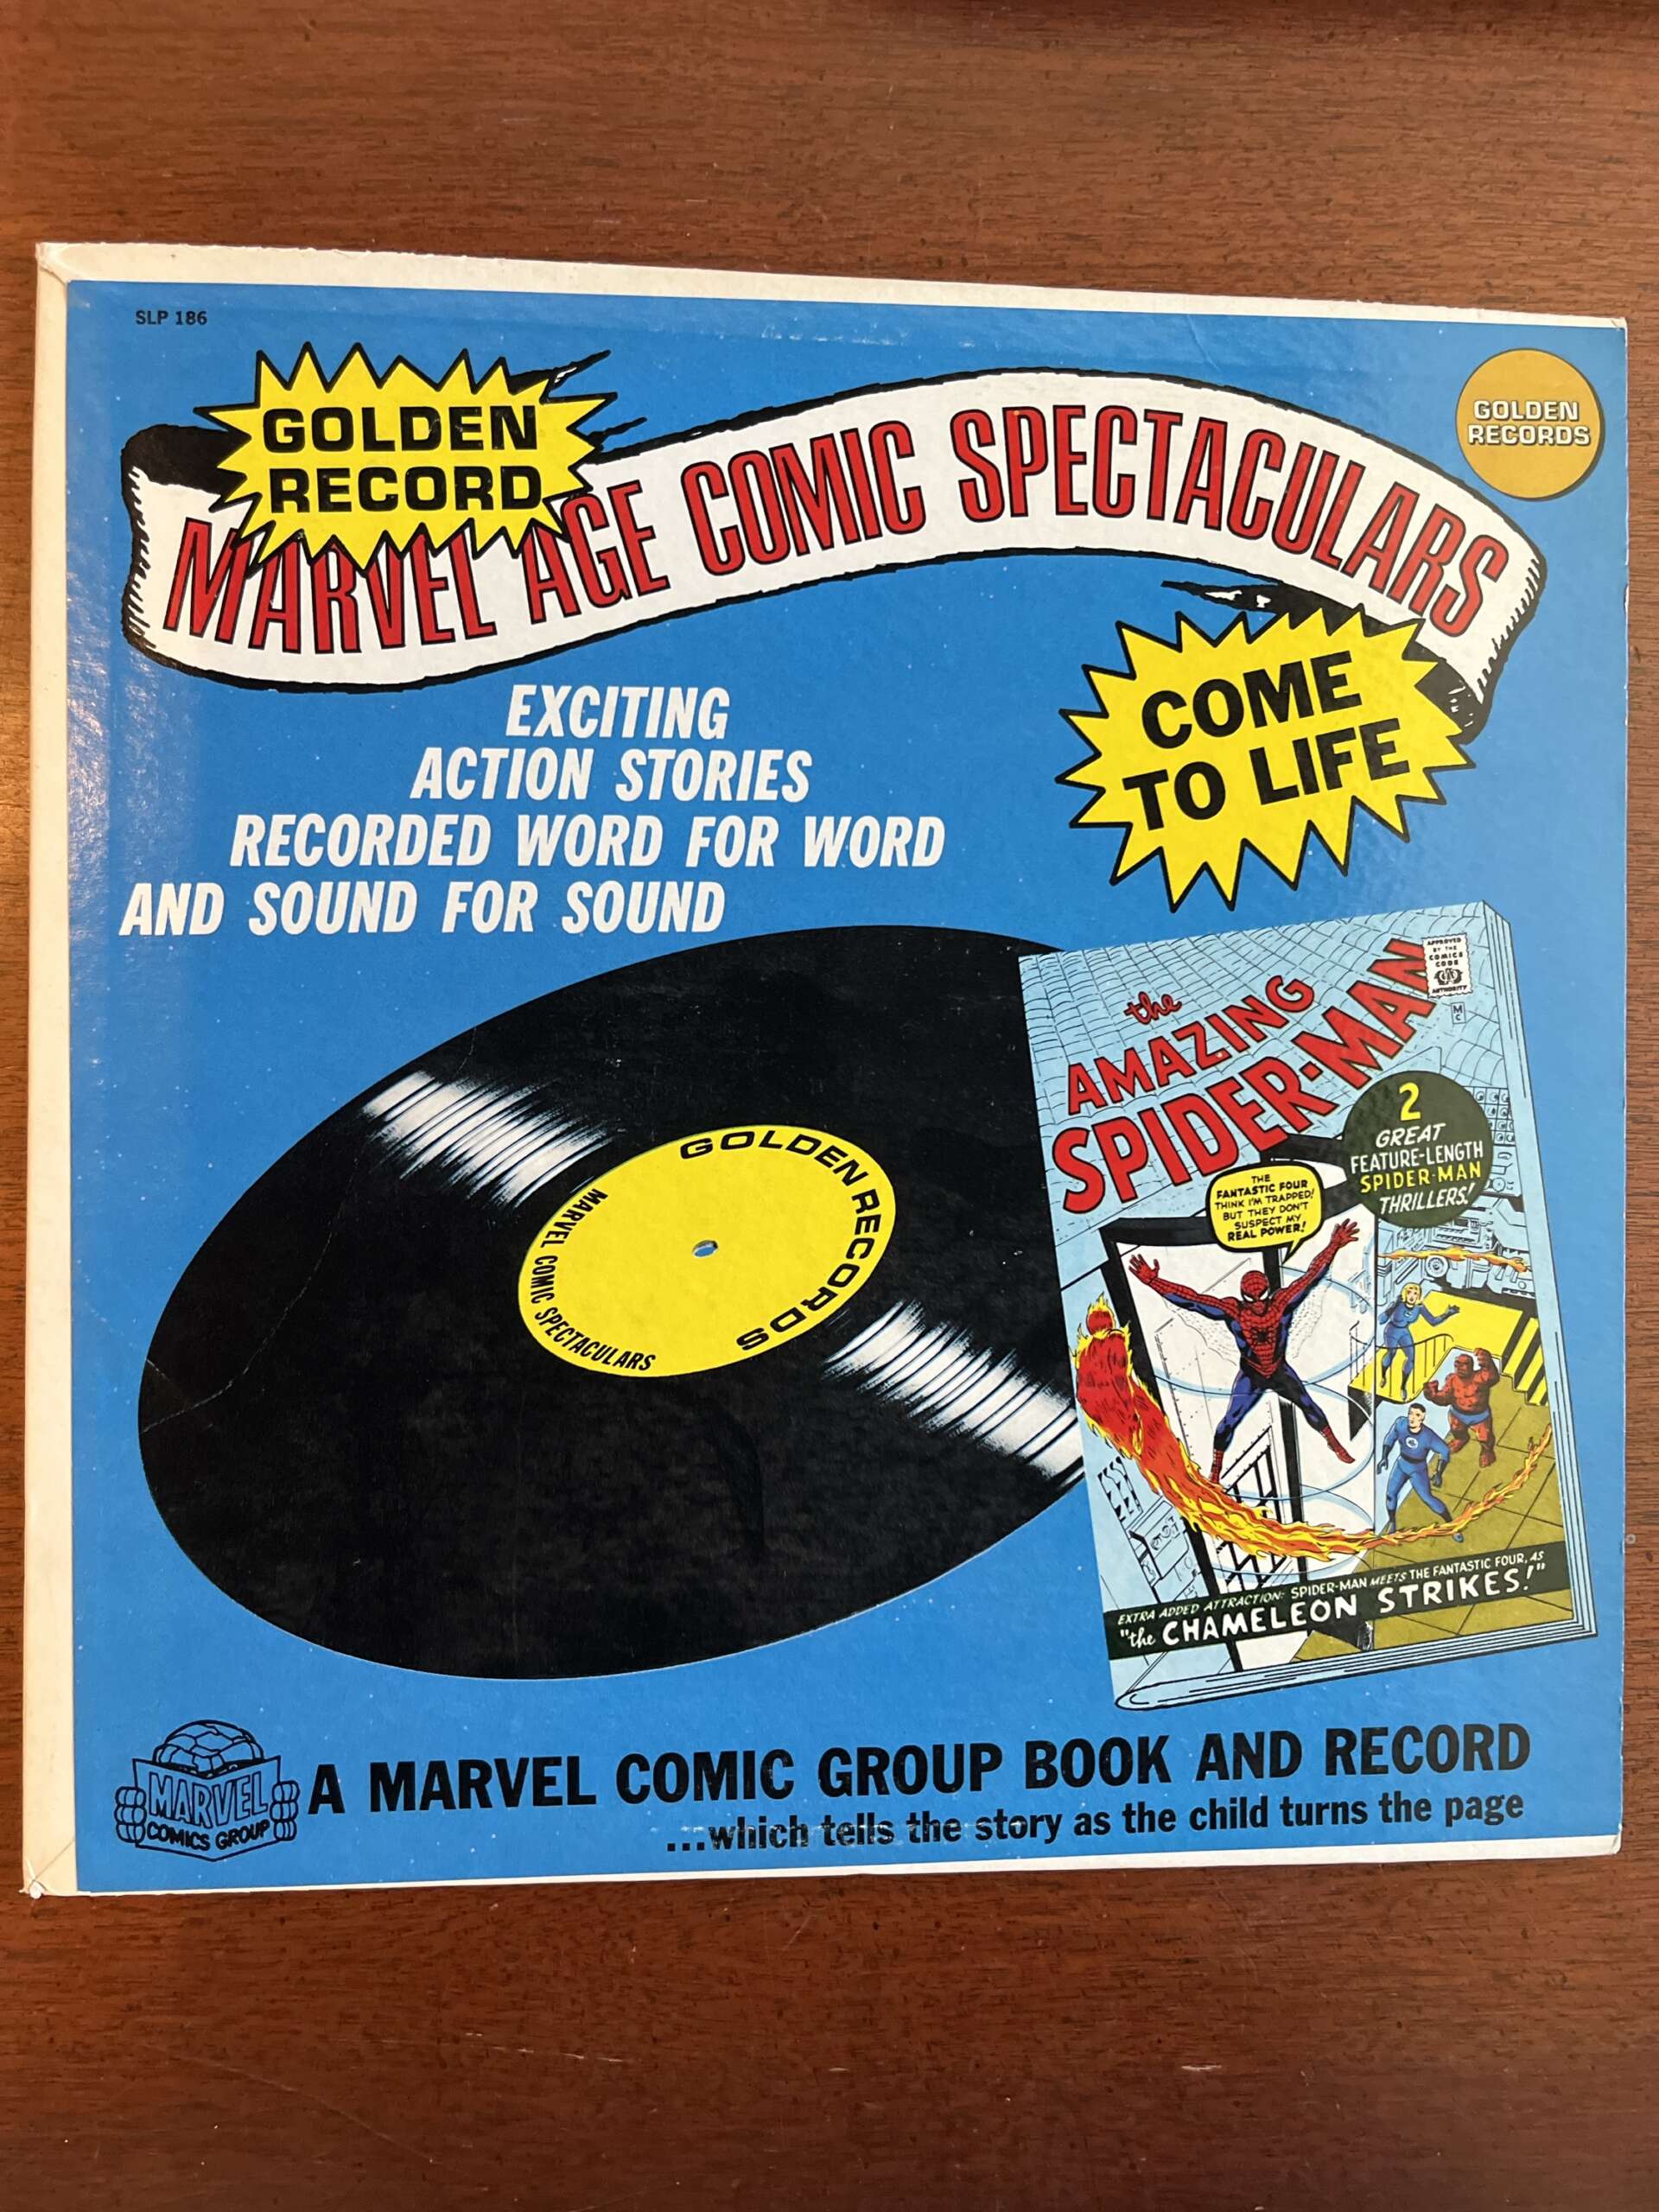 SLP 186
GOLDEN
RECORD
MARVEL AGE COMIC SPECTACULARS
GOLDEN
RECORDS
COME
TO LIFE
EXCITING
ACTION STORIES
RECORDED WORD FOR WORD
AND SOUND FOR SOUND
GOLDEN RECORDS
MARVEL COMIC SPECTACULARS
APPROVED
BY THE
COMICS
CODE
AUTHORITY
MC
the
AMAZING
SPIDER-MAN
2
GREAT
FEATURE-LENGTH
SPIDER-MAN
THRILLERS!
THE
FANTASTIC FOUR
THINK I'M TRAPPED!
BUT THEY DON'T
SUSPECT MY
REAL POWER!
EXTRA ADDED ATTRACTION: SPIDER-MAN MEETS THE FANTASTIC FOUR, AS
"the CHAMELEON STRIKES!"
MARVEL
COMICS GROUP
A MARVEL COMIC GROUP BOOK AND RECORD
...which tells the story as the child turns the page